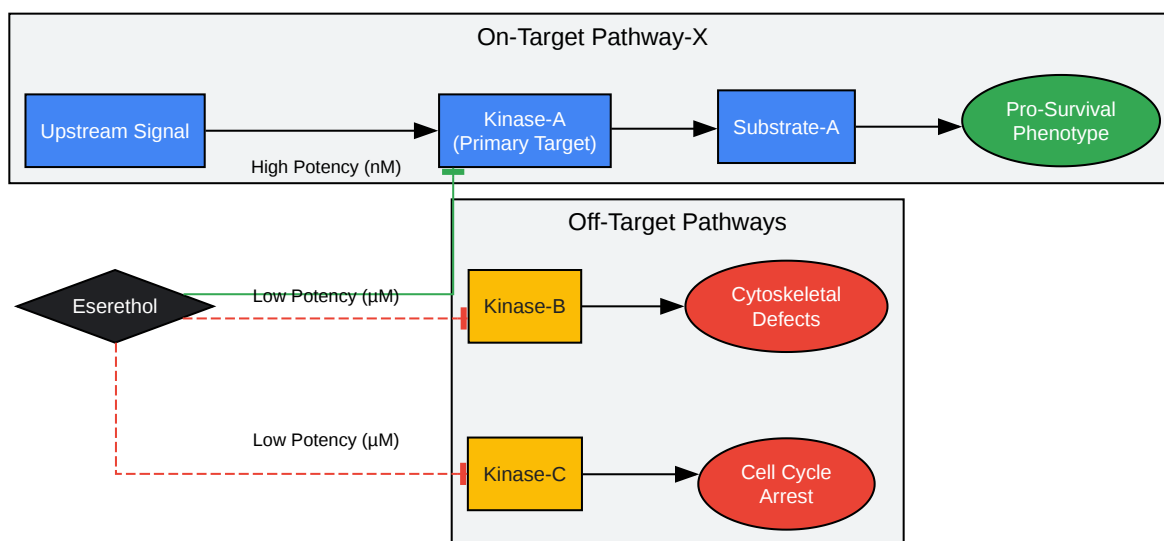 On-Target Pathway-X
Upstream Signal
Kinase-A
(Primary Target)
Substrate-A
Pro-Survival
Phenotype
High Potency (nM)
Off-Target Pathways
Eserethol
Low Potency (µM)
Kinase-B
Cytoskeletal
Defects
Low Potency (µM)
Kinase-C
Cell Cycle
Arrest